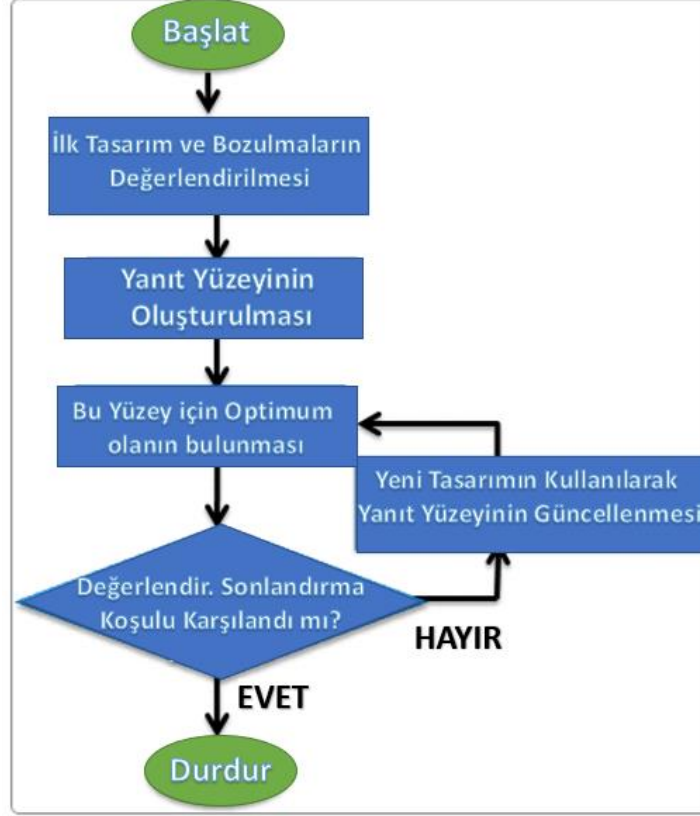 Başlat
İlk Tasarım ve Bozulmaların
Değerlendirilmesi
Yanıt Yüzeyinin
Oluşturulması
Bu Yüzey için Optimum
olanın bulunması
Yeni Tasarımın Kullanılarak
Yanıt Yüzeyinin Güncellenmesi
Değerlendir. Sonlandırma
Koşulu Karşılandı mı?
HAYIR
EVET
Durdur